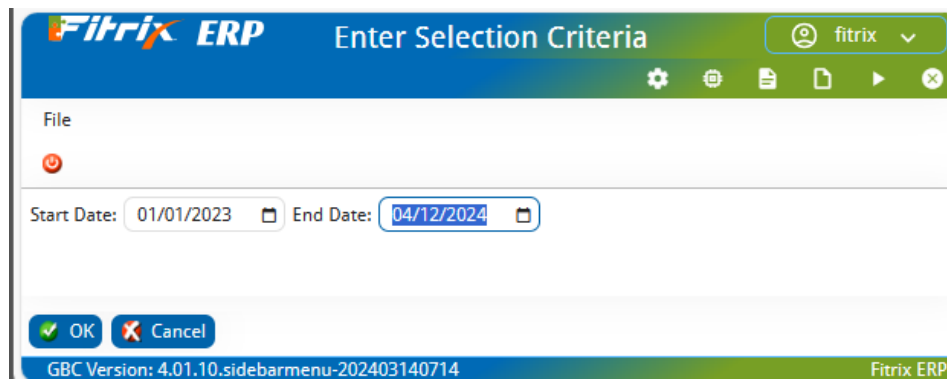 Fitrix ERP Enter Selection Criteria fitrix
File
Start Date: 01/01/2023 End Date: 04/12/2024
OK Cancel
GBC Version: 4.01.10.sidebarmenu-202403140714 Fitrix ERP